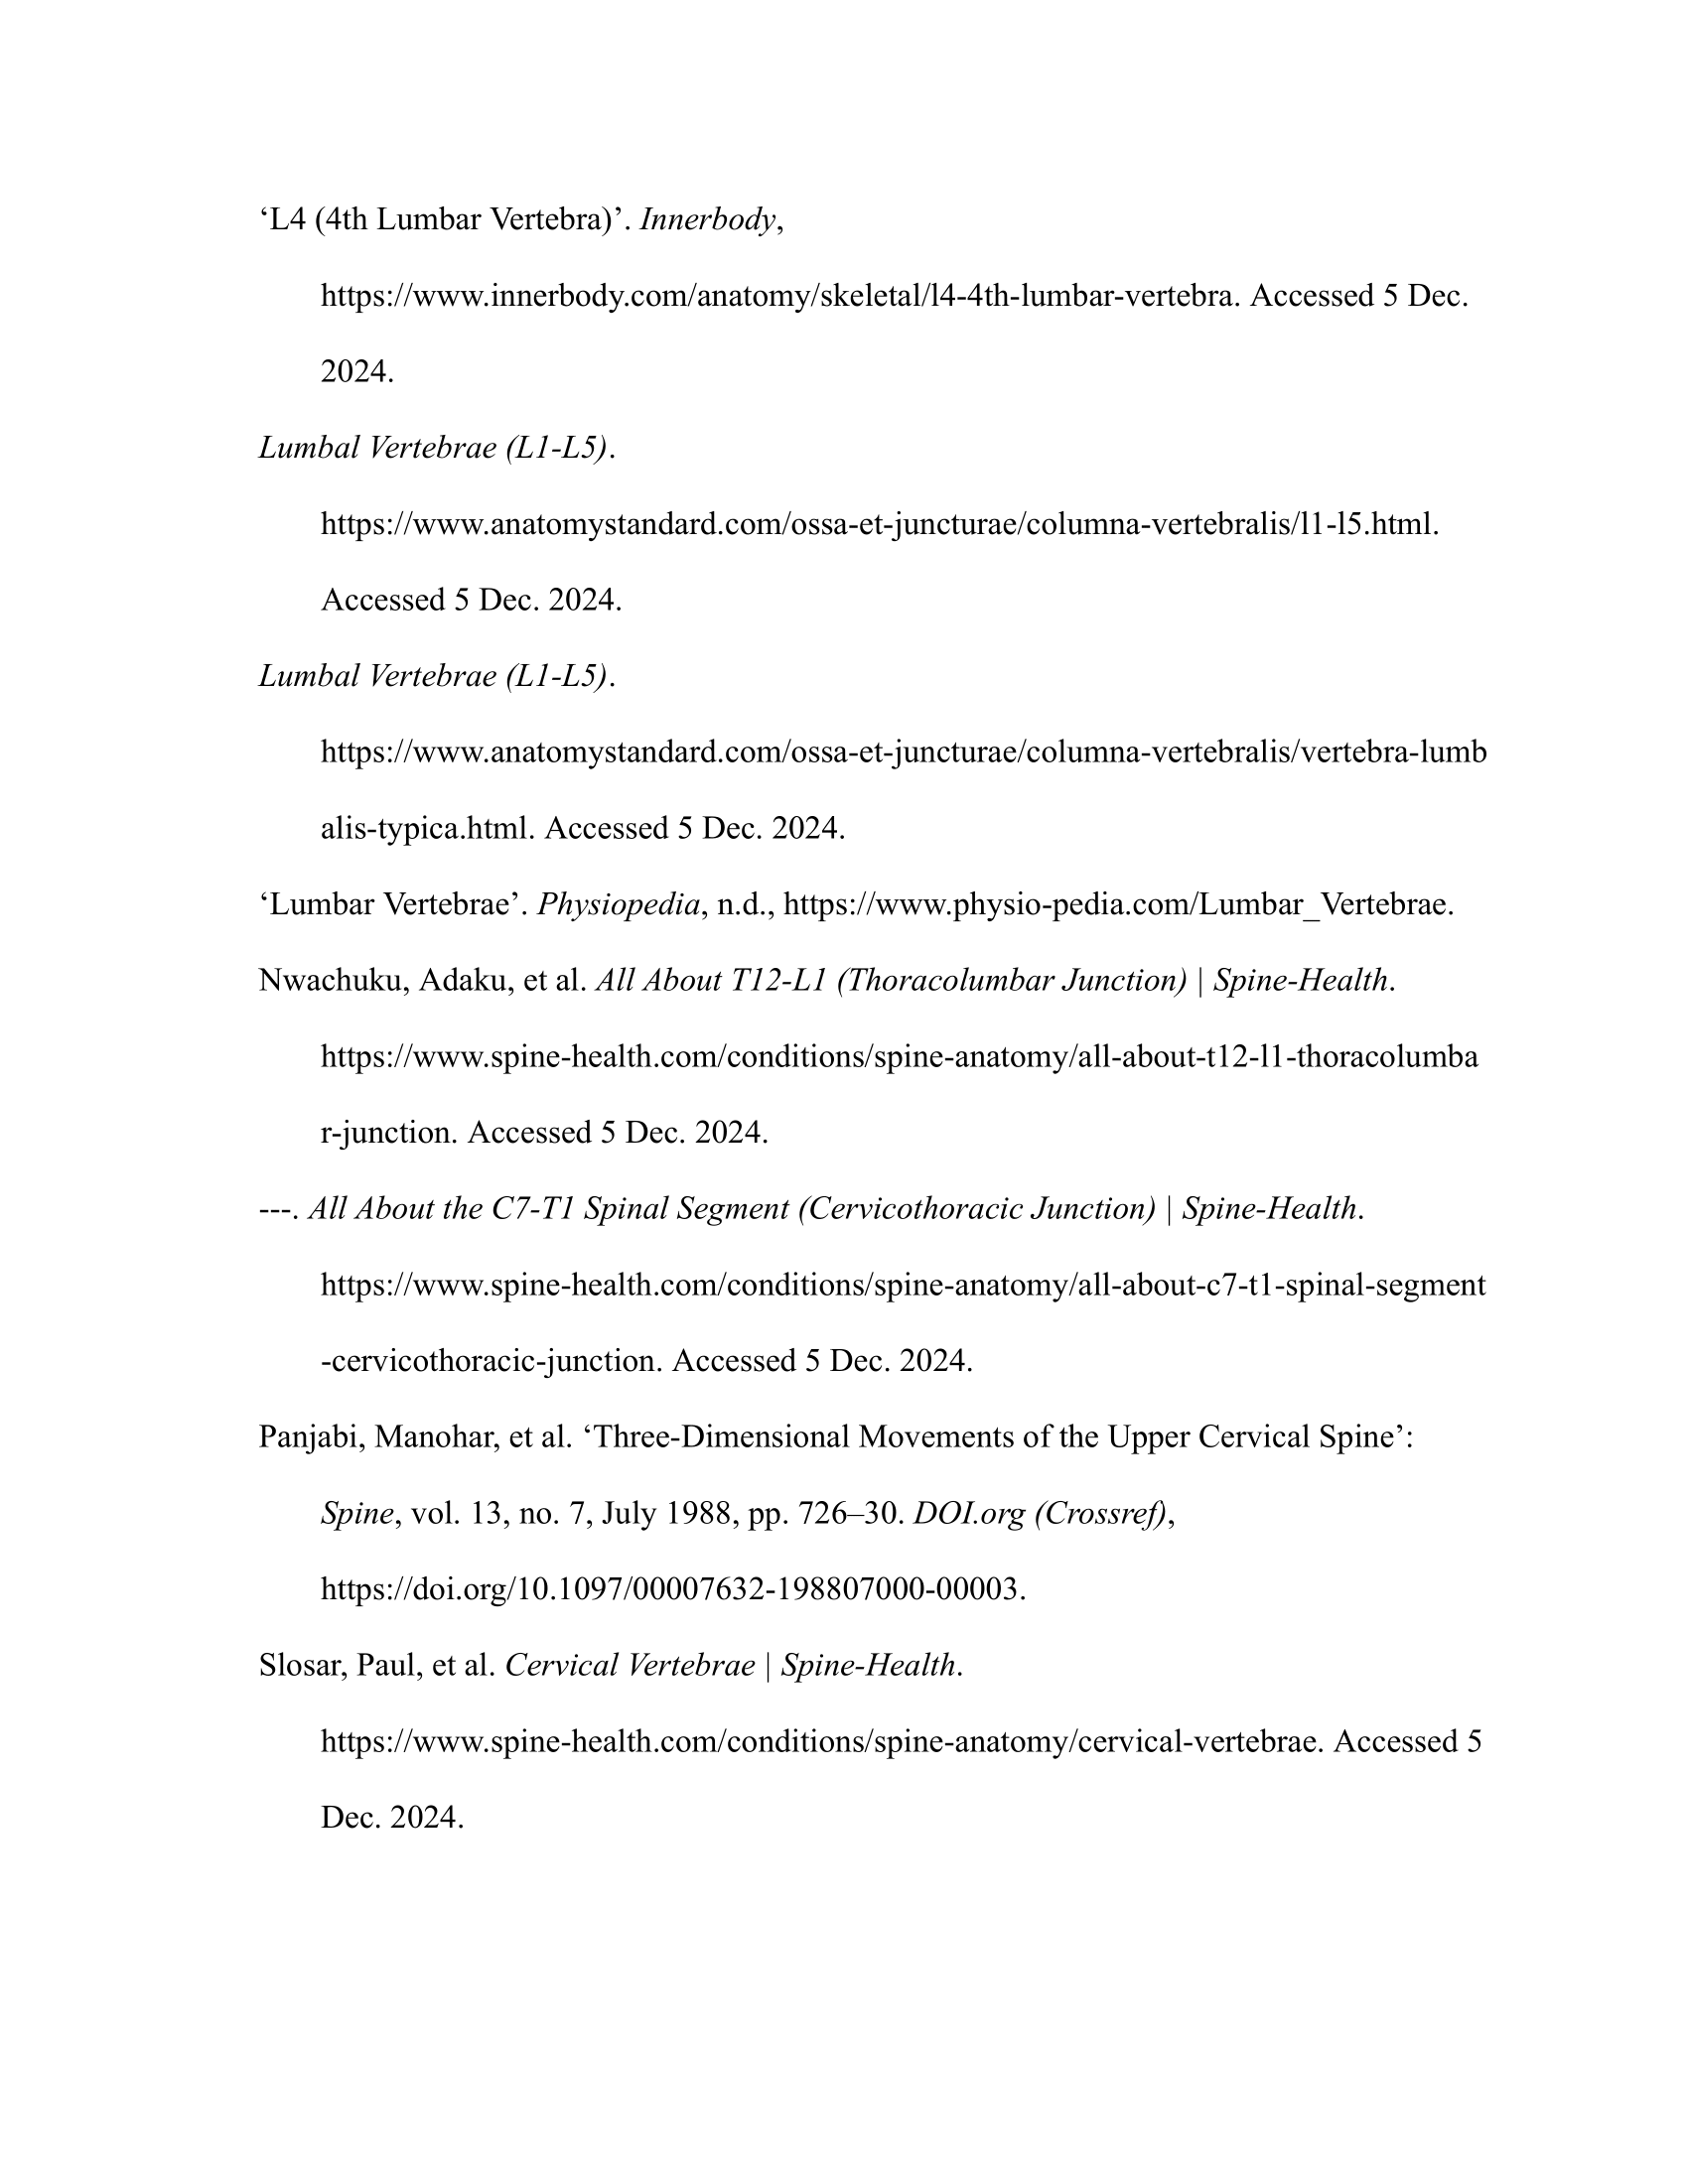 ‘L4 (4th Lumbar Vertebra)’. Innerbody,
https://www.innerbody.com/anatomy/skeletal/l4-4th-lumbar-vertebra. Accessed 5 Dec.
2024.
Lumbal Vertebrae (L1-L5).
https://www.anatomystandard.com/ossa-et-juncturae/columna-vertebralis/l1-l5.html.
Accessed 5 Dec. 2024.
Lumbal Vertebrae (L1-L5).
https://www.anatomystandard.com/ossa-et-juncturae/columna-vertebralis/vertebra-lumb
alis-typica.html. Accessed 5 Dec. 2024.
‘Lumbar Vertebrae’. Physiopedia, n.d., https://www.physio-pedia.com/Lumbar_Vertebrae.
Nwachuku, Adaku, et al. All About T12-L1 (Thoracolumbar Junction) | Spine-Health.
https://www.spine-health.com/conditions/spine-anatomy/all-about-t12-l1-thoracolumba
r-junction. Accessed 5 Dec. 2024.
---. All About the C7-T1 Spinal Segment (Cervicothoracic Junction) | Spine-Health.
https://www.spine-health.com/conditions/spine-anatomy/all-about-c7-t1-spinal-segment
-cervicothoracic-junction. Accessed 5 Dec. 2024.
Panjabi, Manohar, et al. ‘Three-Dimensional Movements of the Upper Cervical Spine’:
Spine, vol. 13, no. 7, July 1988, pp. 726–30. DOI.org (Crossref),
https://doi.org/10.1097/00007632-198807000-00003.
Slosar, Paul, et al. Cervical Vertebrae | Spine-Health.
https://www.spine-health.com/conditions/spine-anatomy/cervical-vertebrae. Accessed 5
Dec. 2024.